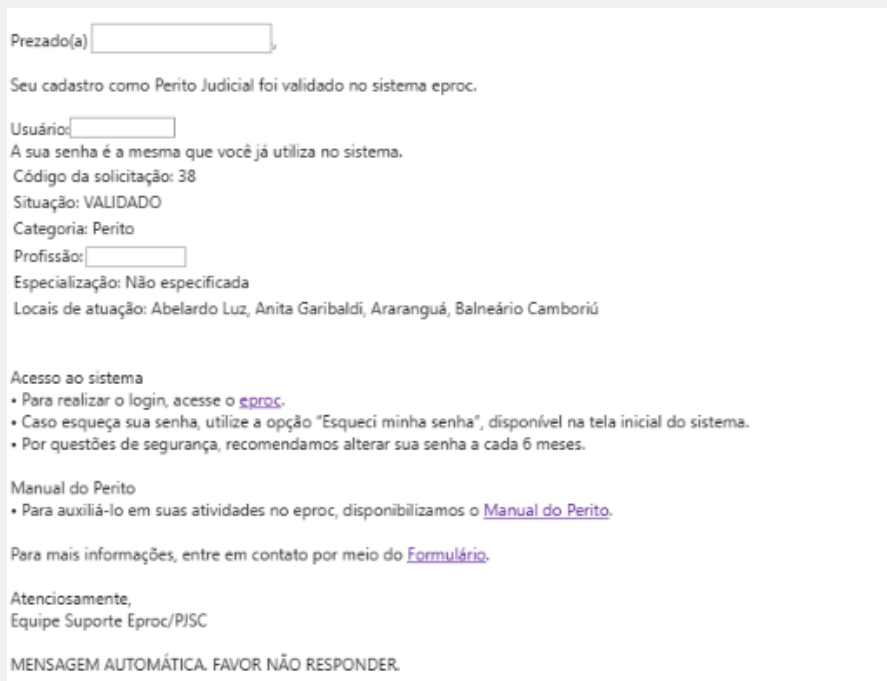 Prezado(a) ,
Seu cadastro como Perito Judicial foi validado no sistema eproc.
Usuário:
A sua senha é a mesma que você já utiliza no sistema.
Código da solicitação: 38
Situação: VALIDADO
Categoria: Perito
Profissão:
Especialização: Não especificada
Locais de atuação: Abelardo Luz, Anita Garibaldi, Araranguá, Balneário Camboriú
Acesso ao sistema
• Para realizar o login, acesse o eproc.
• Caso esqueça sua senha, utilize a opção "Esqueci minha senha", disponível na tela inicial do sistema.
• Por questões de segurança, recomendamos alterar sua senha a cada 6 meses.
Manual do Perito
• Para auxiliá-lo em suas atividades no eproc, disponibilizamos o Manual do Perito.
Para mais informações, entre em contato por meio do Formulário.
Atenciosamente,
Equipe Suporte Eproc/PJSC
MENSAGEM AUTOMÁTICA. FAVOR NÃO RESPONDER.